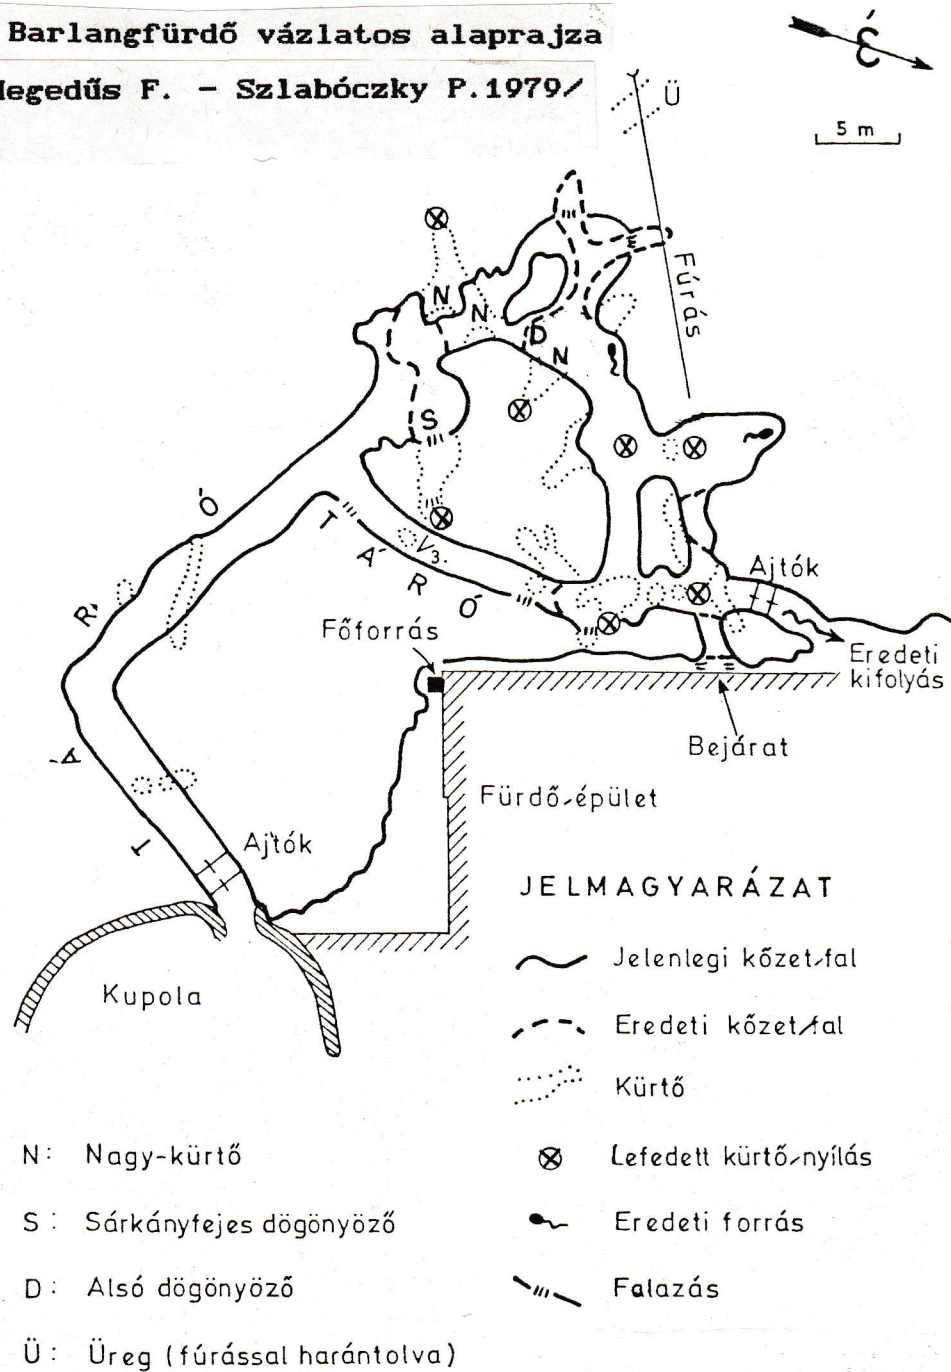 Barlangfürdő vázlatos alaprajza
Hegedűs F. - Szlabóczky P.1979/
É
5 m
Ü
Fúrás
N
N
D
N
S
TÁRÓ
V3.
TÁRÓ
Ajtók
Főforrás
Eredeti
kifolyás
Bejárat
Fürdő-épület
Ajtók
Kupola
JELMAGYARÁZAT
Jelenlegi kőzet-fal
Eredeti kőzet-fal
Kürtő
N: Nagy-kürtő
Lefedett kürtő-nyílás
S: Sárkányfejes dögönyöző
Eredeti forrás
D: Alsó dögönyöző
Falazás
Ü: Üreg (fúrással harántolva)